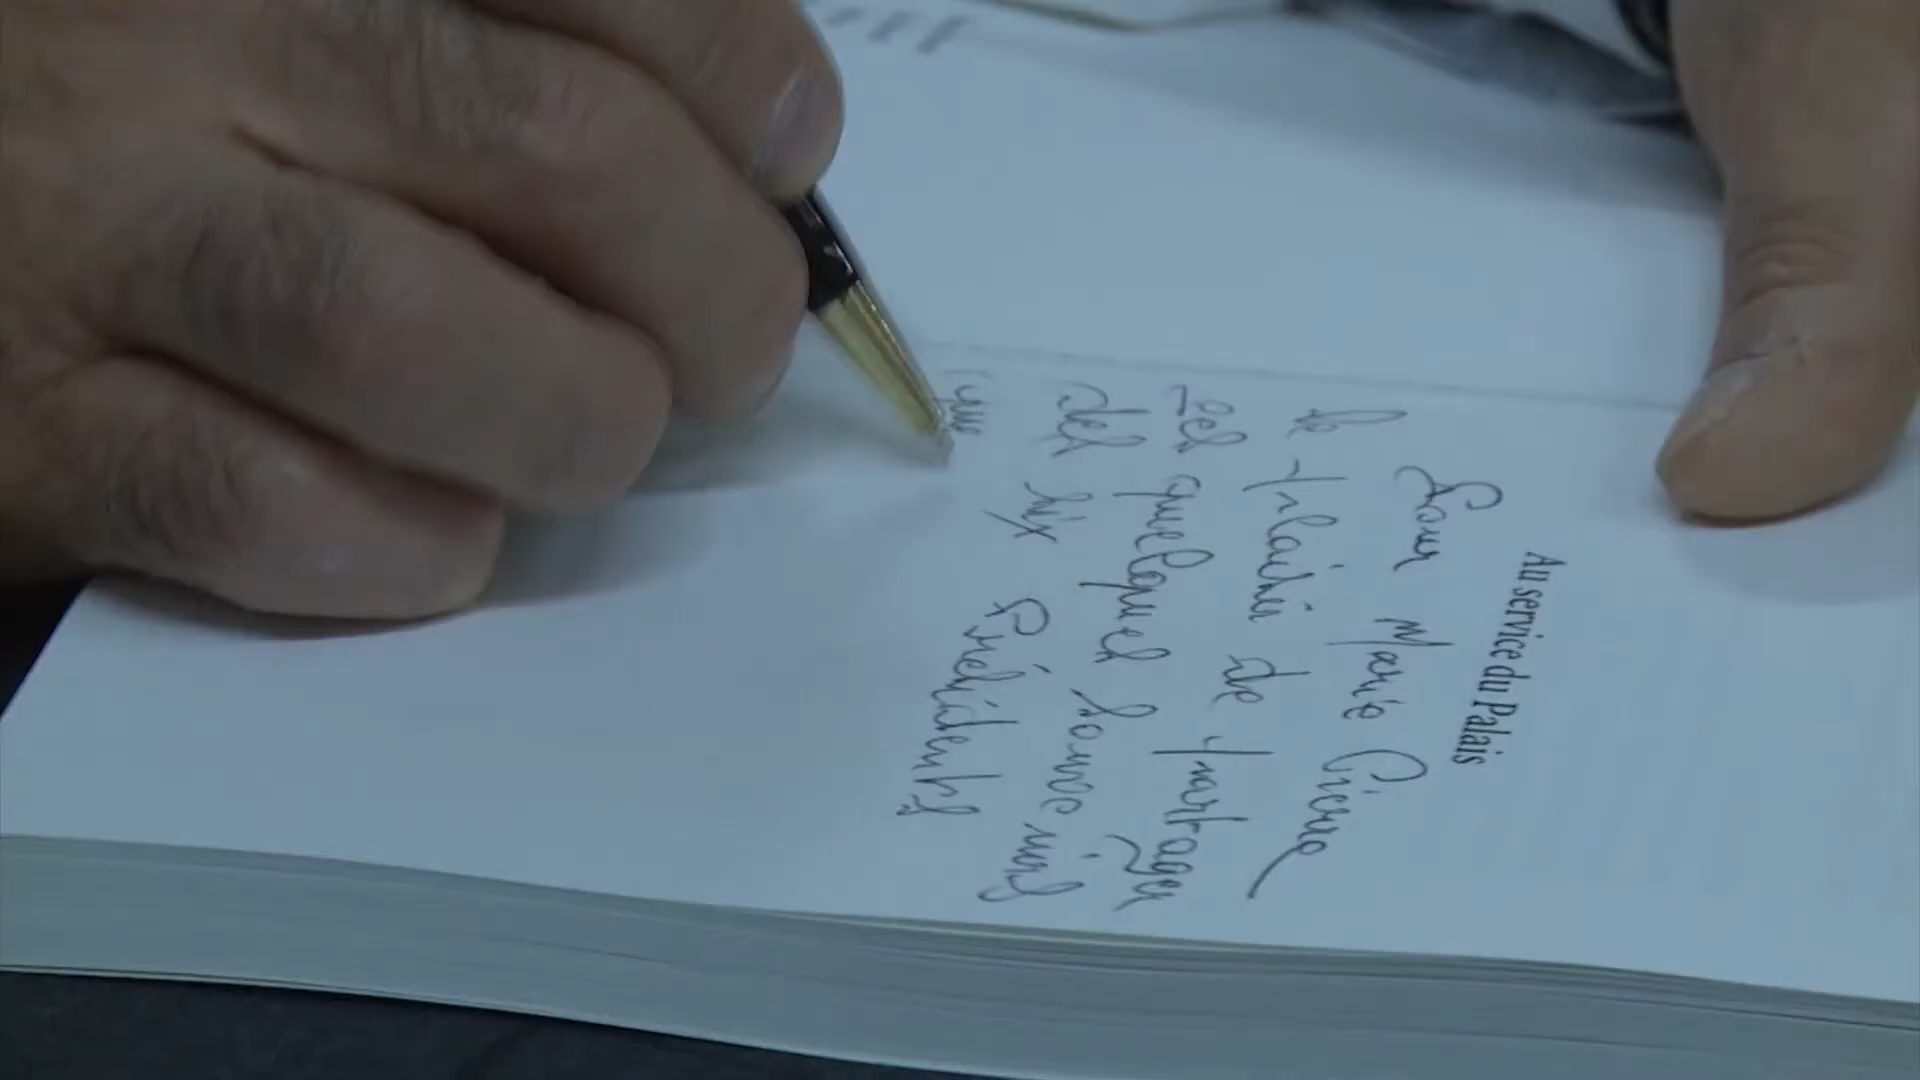 Au service du Palais
Pour Marie Pierre
le plaisir de partager
ces quelques souvenirs
des six Présidents
que